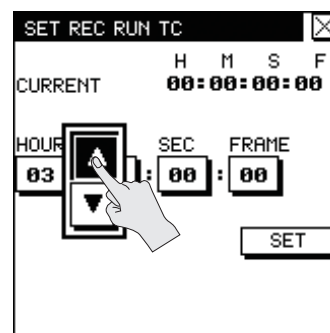 SET REC RUN TC
H M S F
CURRENT 00:00:00:00
HOUR SEC FRAME
03 : 00 : 00
SET